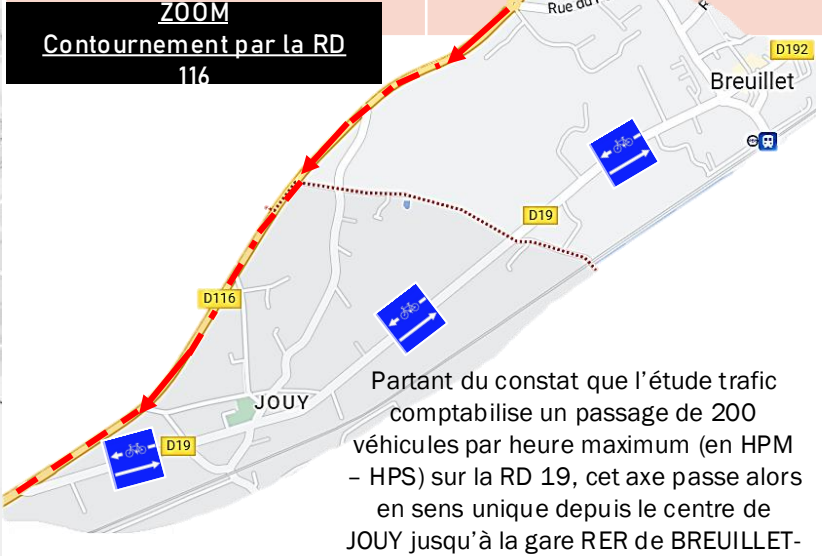 ZOOM
Contournement par la RD
116
Rue du
D192
Breuillet
D19
D116
JOUY
D19
Partant du constat que l’étude trafic
comptabilise un passage de 200
véhicules par heure maximum (en HPM
– HPS) sur la RD 19, cet axe passe alors
en sens unique depuis le centre de
JOUY jusqu’à la gare RER de BREUILLET-